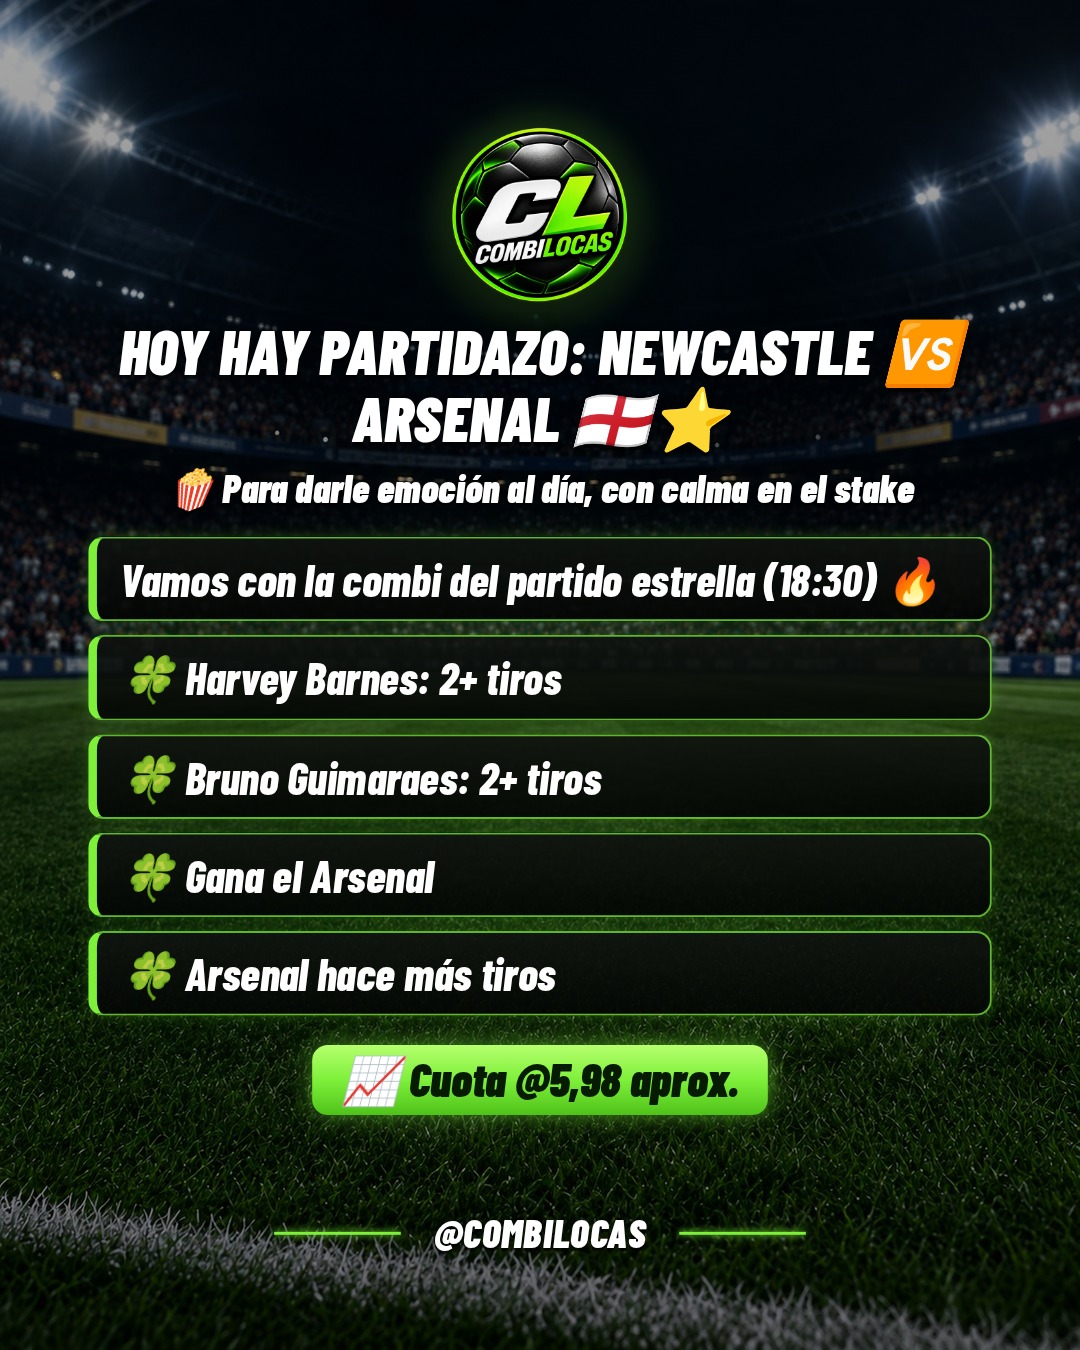 CL
COMBILOCAS
HOY HAY PARTIDAZO: NEWCASTLE 🆚
ARSENAL 🏴󠁧󠁢󠁥󠁮󠁧󠁿⭐
🍿 Para darle emoción al día, con calma en el stake
Vamos con la combi del partido estrella (18:30) 🔥
🍀 Harvey Barnes: 2+ tiros
🍀 Bruno Guimaraes: 2+ tiros
🍀 Gana el Arsenal
🍀 Arsenal hace más tiros
📈 Cuota @5,98 aprox.
@COMBILOCAS